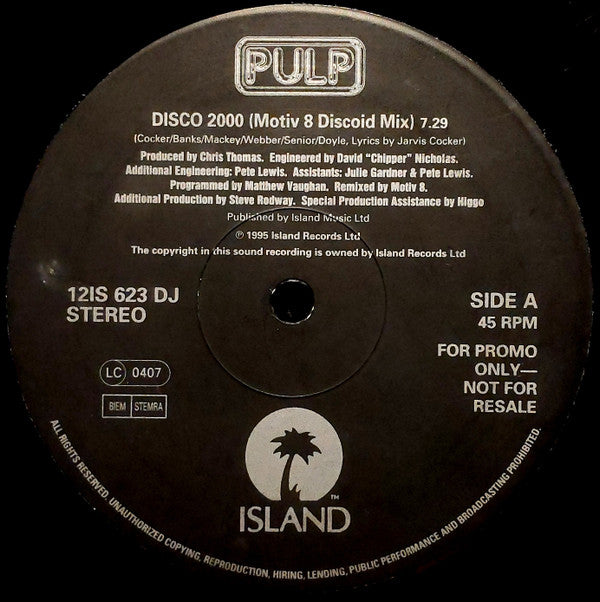 PULP
DISCO 2000 (Motiv 8 Discoid Mix) 7.29
(Cocker/Banks/Mackey/Webber/Senior/Doyle, Lyrics by Jarvis Cocker)
Produced by Chris Thomas. Engineered by David "Chipper" Nicholas.
Additional Engineering: Pete Lewis. Assistants: Julie Gardner & Pete Lewis.
Programmed by Matthew Vaughan. Remixed by Motiv 8.
Additional Production by Steve Rodway. Special Production Assistance by Higgo
Published by Island Music Ltd
℗ 1995 Island Records Ltd
The copyright in this sound recording is owned by Island Records Ltd
12IS 623 DJ
STEREO
SIDE A
45 RPM
FOR PROMO
ONLY—
NOT FOR
RESALE
LC 0407
BIEM STEMRA
ISLAND™
ALL RIGHTS RESERVED. UNAUTHORIZED COPYING, REPRODUCTION, HIRING, LENDING, PUBLIC PERFORMANCE AND BROADCASTING PROHIBITED.